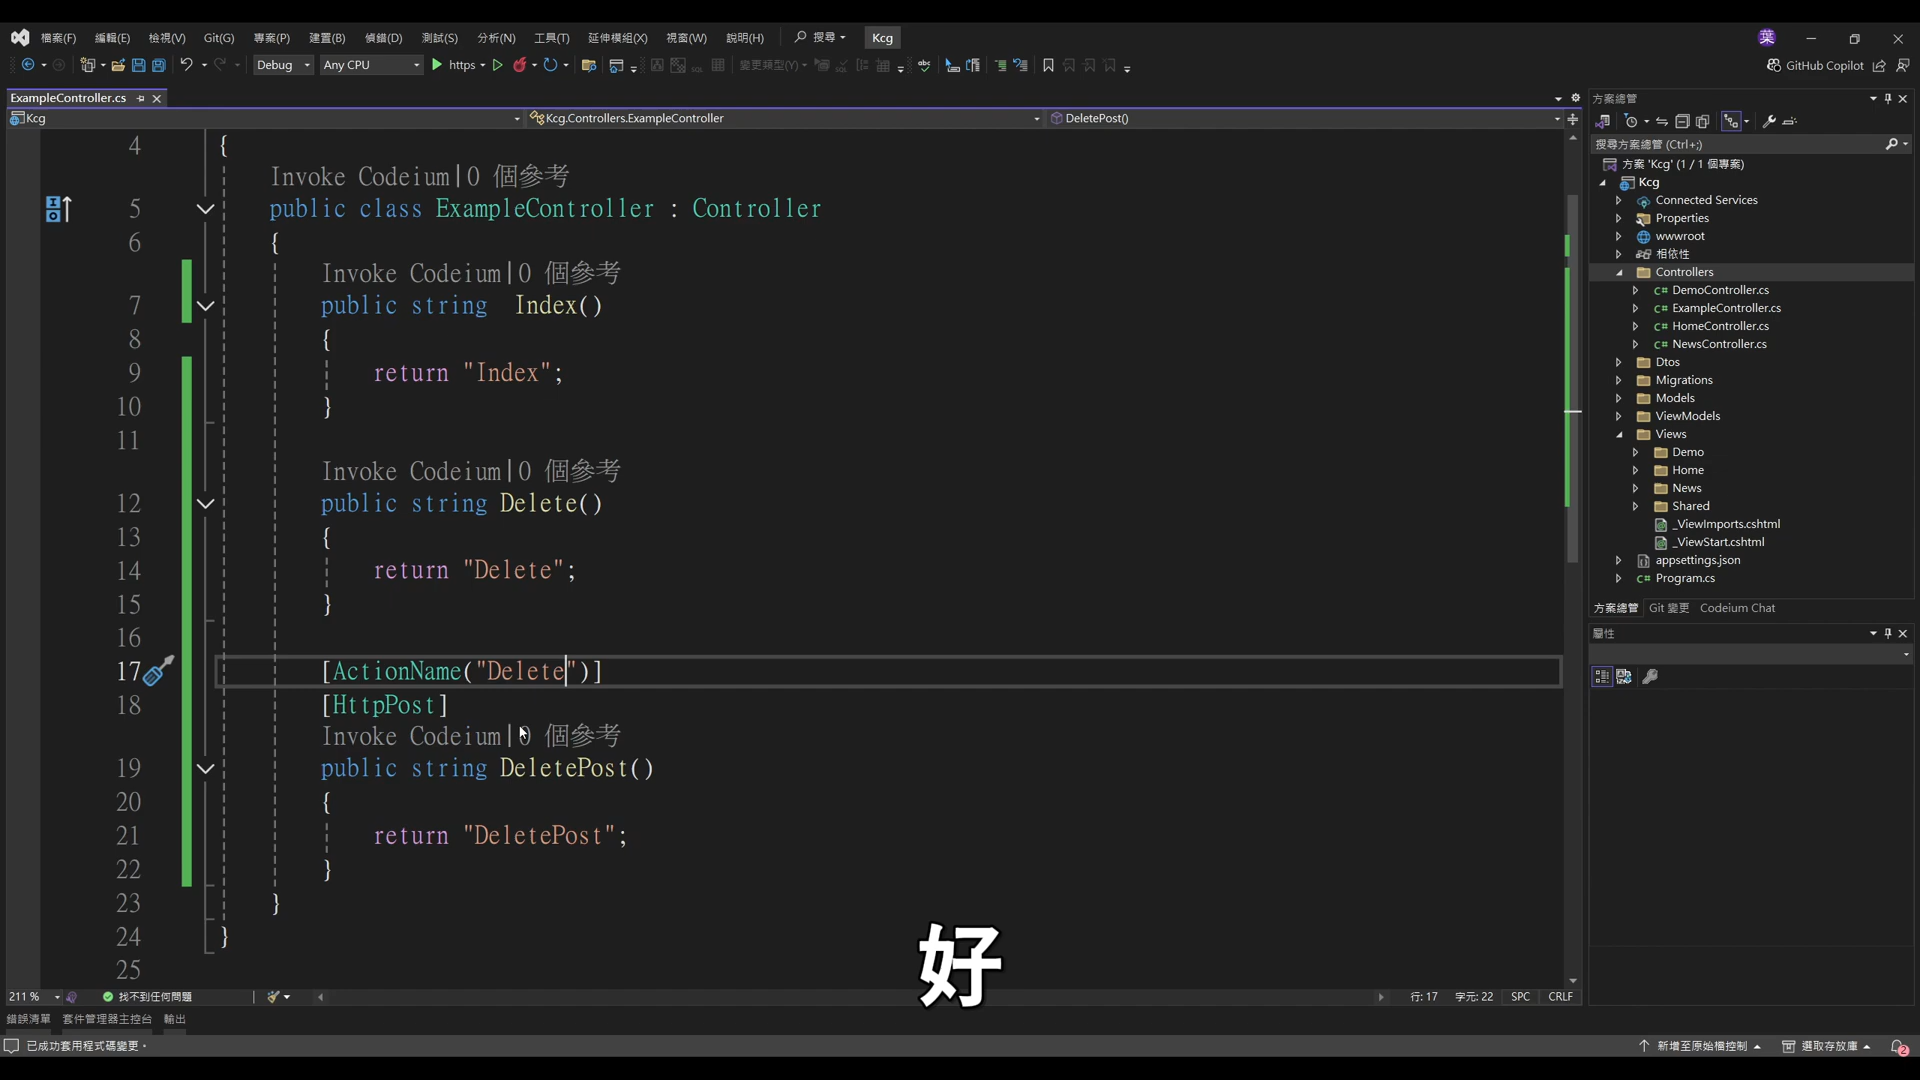 檔案(F) 編輯(E) 檢視(V) Git(G) 專案(P) 建置(B) 偵錯(D) 測試(S) 分析(N) 工具(T) 延伸模組(X) 視窗(W) 說明(H) 搜尋 Kcg 葉
Debug Any CPU https 變更類型(Y) GitHub Copilot
ExampleController.cs
Kcg Kcg.Controllers.ExampleController DeletePost()
4 {
Invoke Codeium|0 個參考
5 public class ExampleController : Controller
6 {
Invoke Codeium|0 個參考
7 public string Index()
8 {
9 return "Index";
10 }
11
Invoke Codeium|0 個參考
12 public string Delete()
13 {
14 return "Delete";
15 }
16
17 [ActionName("Delete")]
18 [HttpPost]
Invoke Codeium|0 個參考
19 public string DeletePost()
20 {
21 return "DeletePost";
22 }
23 }
24 }
25
好
211 % 找不到任何問題 行: 17 字元: 22 SPC CRLF
錯誤清單 套件管理器主控台 輸出
已成功套用程式碼變更。 新增至原始檔控制 選取存放庫 2
方案總管
搜尋方案總管 (Ctrl+;)
方案 'Kcg' (1 / 1 個專案)
Kcg
Connected Services
Properties
wwwroot
相依性
Controllers
C# DemoController.cs
C# ExampleController.cs
C# HomeController.cs
C# NewsController.cs
Dtos
Migrations
Models
ViewModels
Views
Demo
Home
News
Shared
_ViewImports.cshtml
_ViewStart.cshtml
appsettings.json
C# Program.cs
方案總管 Git 變更 Codeium Chat
屬性